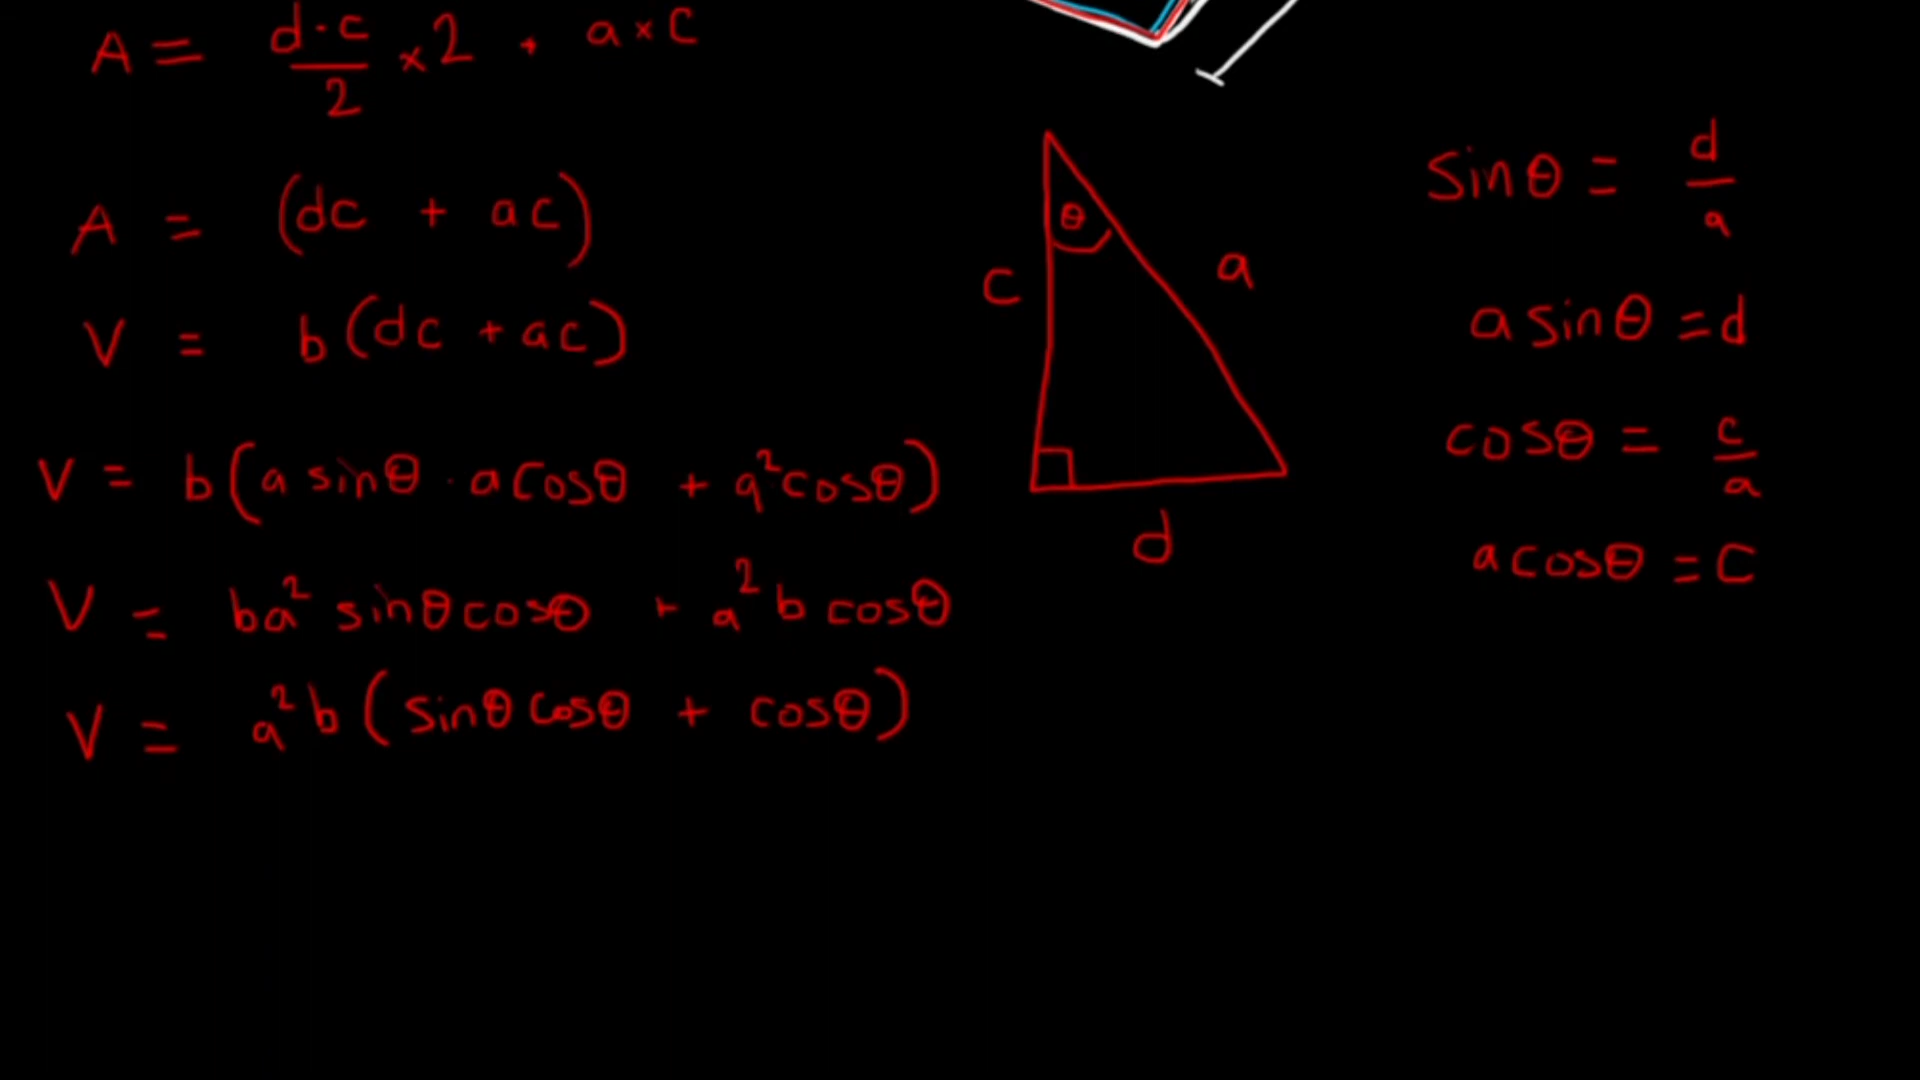 A = d·c/2 × 2 + a×c
A = (dc + ac)
V = b(dc + ac)
V = b(a sinθ · a cosθ + a²cosθ)
V = ba² sinθ cosθ + a²b cosθ
V = a²b (sinθ cosθ + cosθ)
θ
c
a
d
sinθ = d/a
a sinθ = d
cosθ = c/a
a cosθ = c